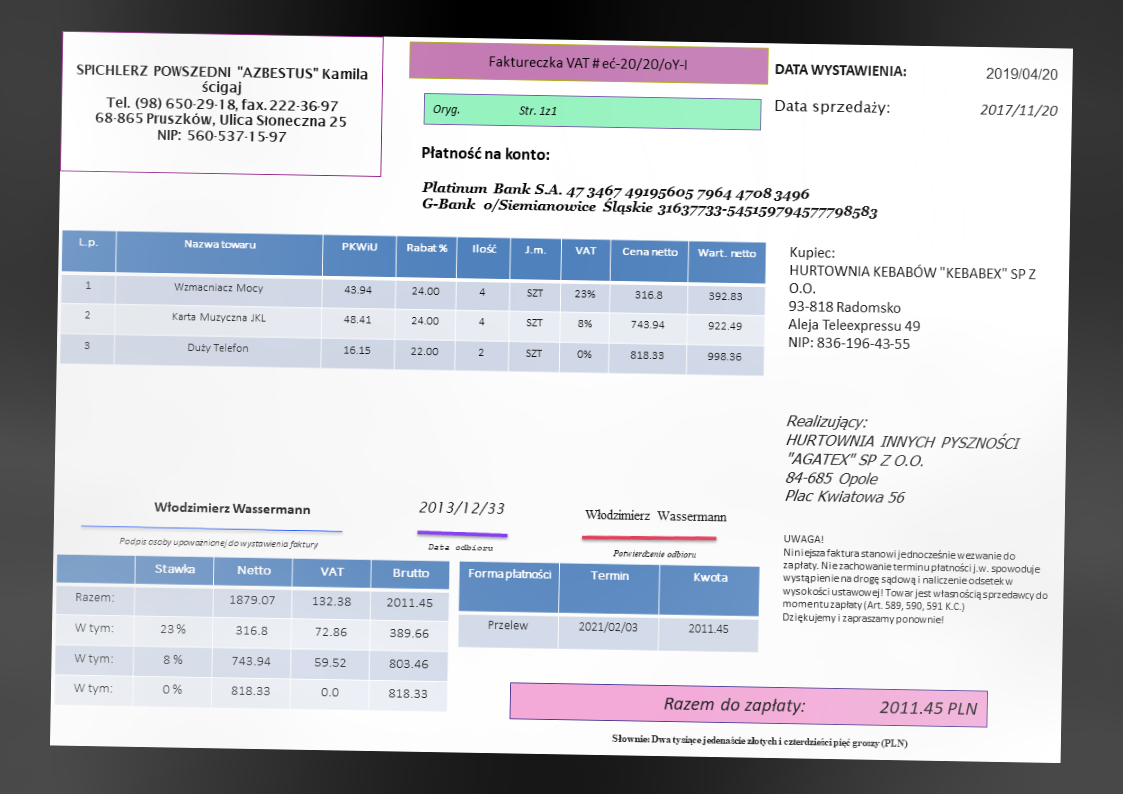 SPICHLERZ POWSZEDNI "AZBESTUS" Kamila
ścigaj
Tel. (98) 650-29-18, fax. 222-36-97
68-865 Pruszków, Ulica Słoneczna 25
NIP: 560-537-15-97
Faktureczka VAT # eć-20/20/oY-I
Oryg. Str. 1z1
DATA WYSTAWIENIA: 2019/04/20
Data sprzedaży: 2017/11/20
Płatność na konto:
Platinum Bank S.A. 47 3467 49195605 7964 4708 3496
G-Bank o/Siemianowice Śląskie 31637733-545159794577798583
L.p. Nazwa towaru PKWiU Rabat % Ilość J.m. VAT Cena netto Wart. netto
1 Wzmacniacz Mocy 43.94 24.00 4 SZT 23% 316.8 392.83
2 Karta Muzyczna JKL 48.41 24.00 4 SZT 8% 743.94 922.49
3 Duży Telefon 16.15 22.00 2 SZT 0% 818.33 998.36
Kupiec:
HURTOWNIA KEBABÓW "KEBABEX" SP Z
O.O.
93-818 Radomsko
Aleja Teleexpressu 49
NIP: 836-196-43-55
Realizujący:
HURTOWNIA INNYCH PYSZNOŚCI
"AGATEX" SP Z O.O.
84-685 Opole
Plac Kwiatowa 56
Włodzimierz Wassermann
Podpis osoby upoważnionej do wystawienia faktury
2013/12/33
Data odbioru
Włodzimierz Wassermann
Potwierdzenie odbioru
UWAGA!
Niniejsza faktura stanowi jednocześnie wezwanie do
zapłaty. Nie zachowanie terminu płatności j.w. spowoduje
wystąpienie na drogę sądową i naliczenie odsetek w
wysokości ustawowej! Towar jest własnością sprzedawcy do
momentu zapłaty (Art. 589, 590, 591 K.C.)
Dziękujemy i zapraszamy ponownie!
Stawka Netto VAT Brutto
Razem: 1879.07 132.38 2011.45
W tym: 23 % 316.8 72.86 389.66
W tym: 8 % 743.94 59.52 803.46
W tym: 0 % 818.33 0.0 818.33
Forma płatności Termin Kwota
Przelew 2021/02/03 2011.45
Razem do zapłaty: 2011.45 PLN
Słownie: Dwa tysiące jedenaście złotych i czterdzieści pięć groszy (PLN)